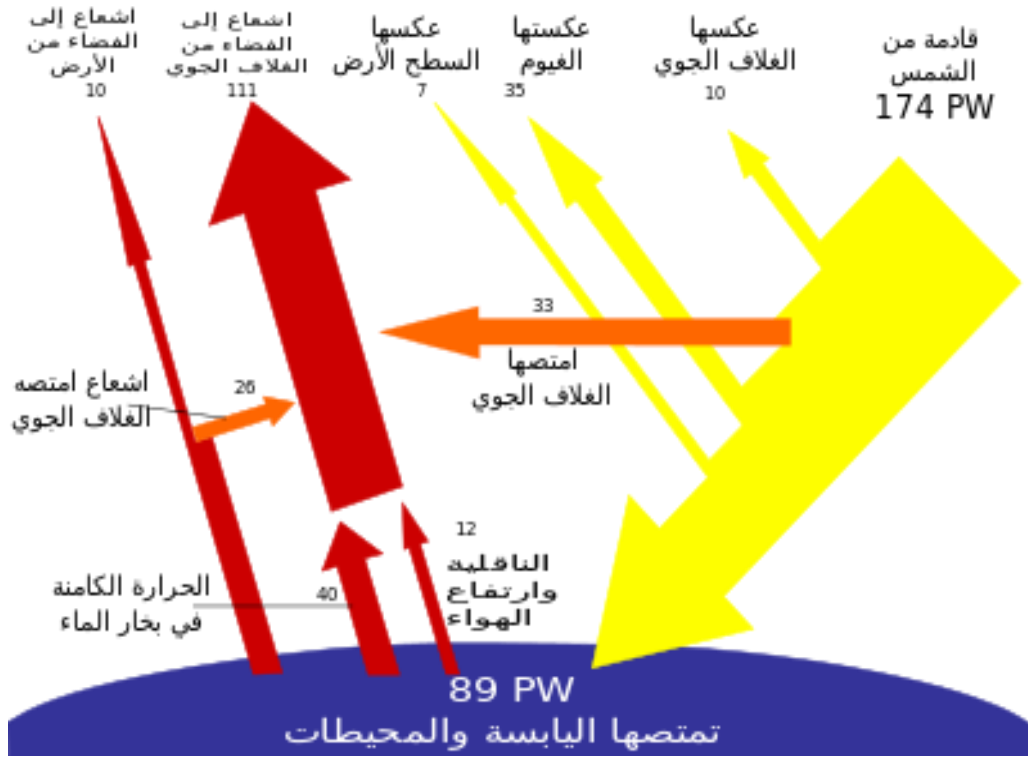 قادمة من
الشمس
174 PW
عكسها
الغلاف الجوي
10
عكستها
الغيوم
35
عكسها
السطح الأرض
7
اشعاع إلى
الفضاء من
الغلاف الجوي
111
اشعاع إلى
الفضاء من
الأرض
10
33
امتصها
الغلاف الجوي
26
اشعاع امتصه
الغلاف الجوي
12
الناقلية
وارتفاع
الهواء
40
الحرارة الكامنة
في بخار الماء
89 PW
تمتصها اليابسة والمحيطات